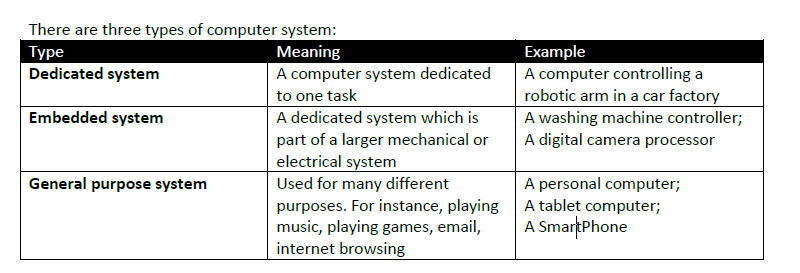 There are three types of computer system:
Type Meaning Example
Dedicated system A computer system dedicated A computer controlling a
to one task robotic arm in a car factory
Embedded system A dedicated system which is A washing machine controller;
part of a larger mechanical or A digital camera processor
electrical system
General purpose system Used for many different A personal computer;
purposes. For instance, playing A tablet computer;
music, playing games, email, A SmartPhone
internet browsing